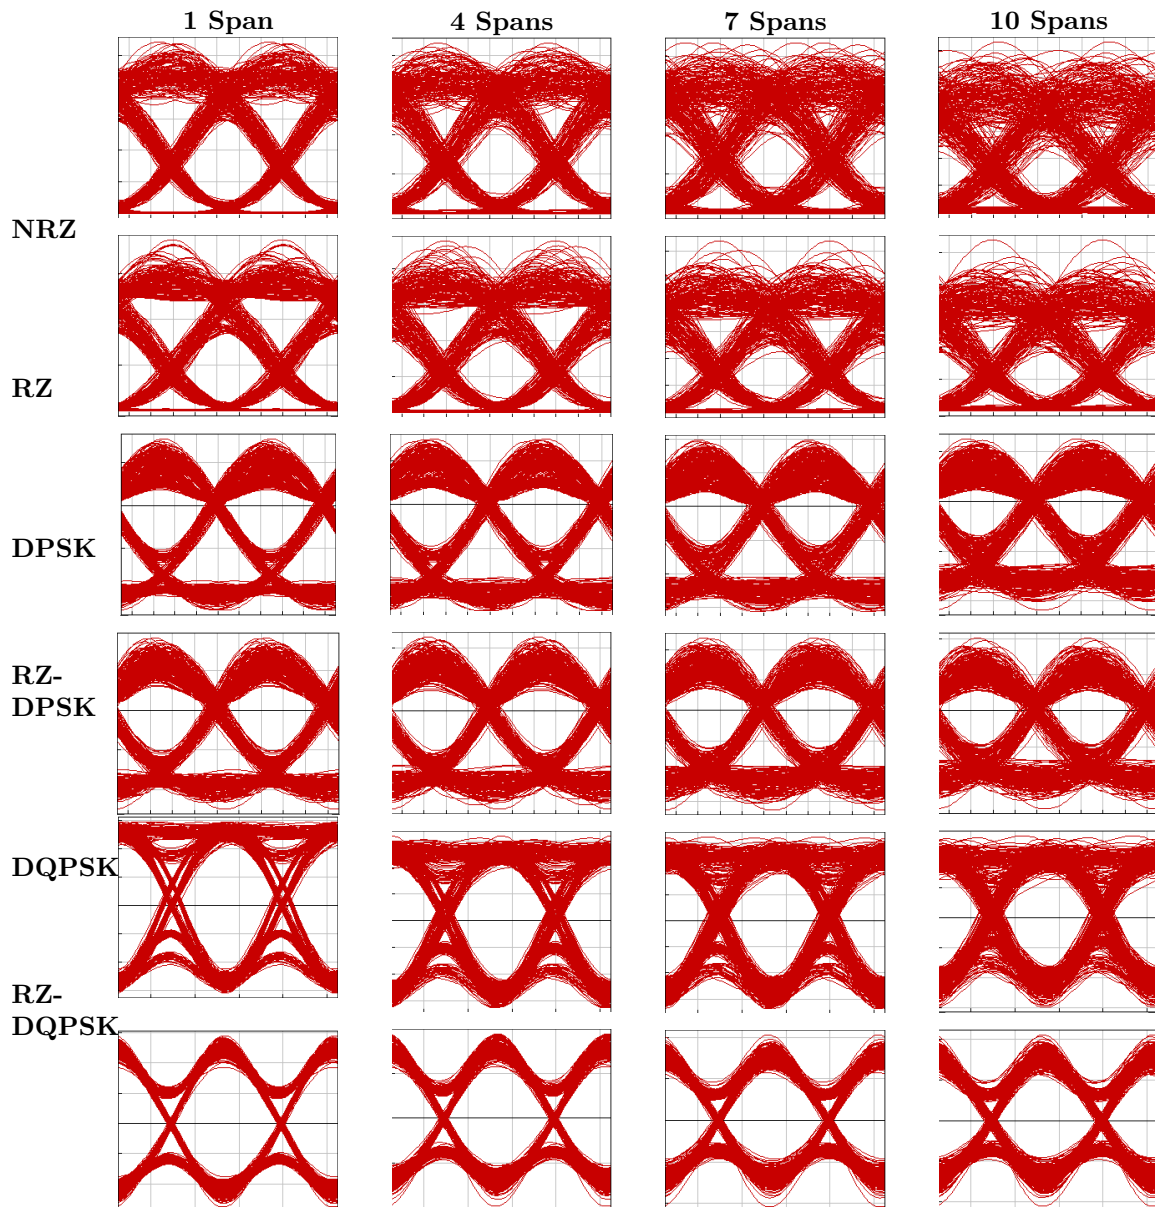 1 Span
4 Spans
7 Spans
10 Spans
NRZ
RZ
DPSK
RZ-
DPSK
DQPSK
RZ-
DQPSK